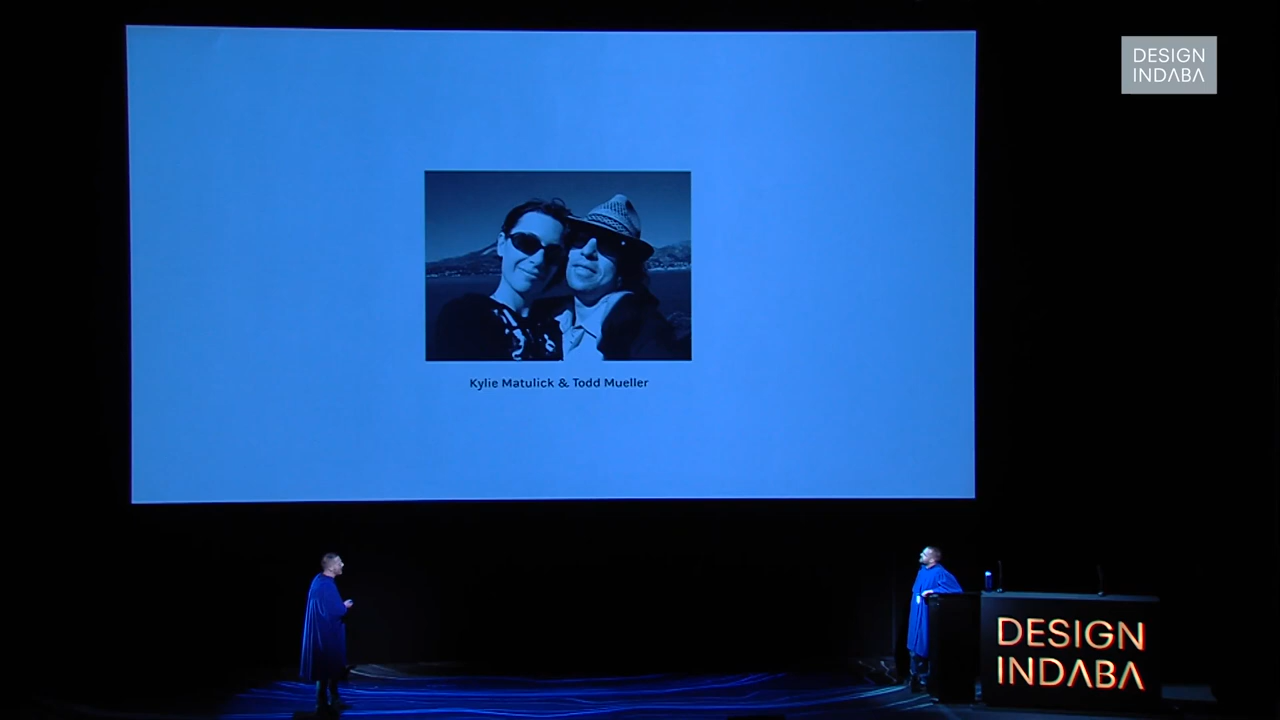 DESIGN
INDABA
Kylie Matulick & Todd Mueller
DESIGN
INDABA